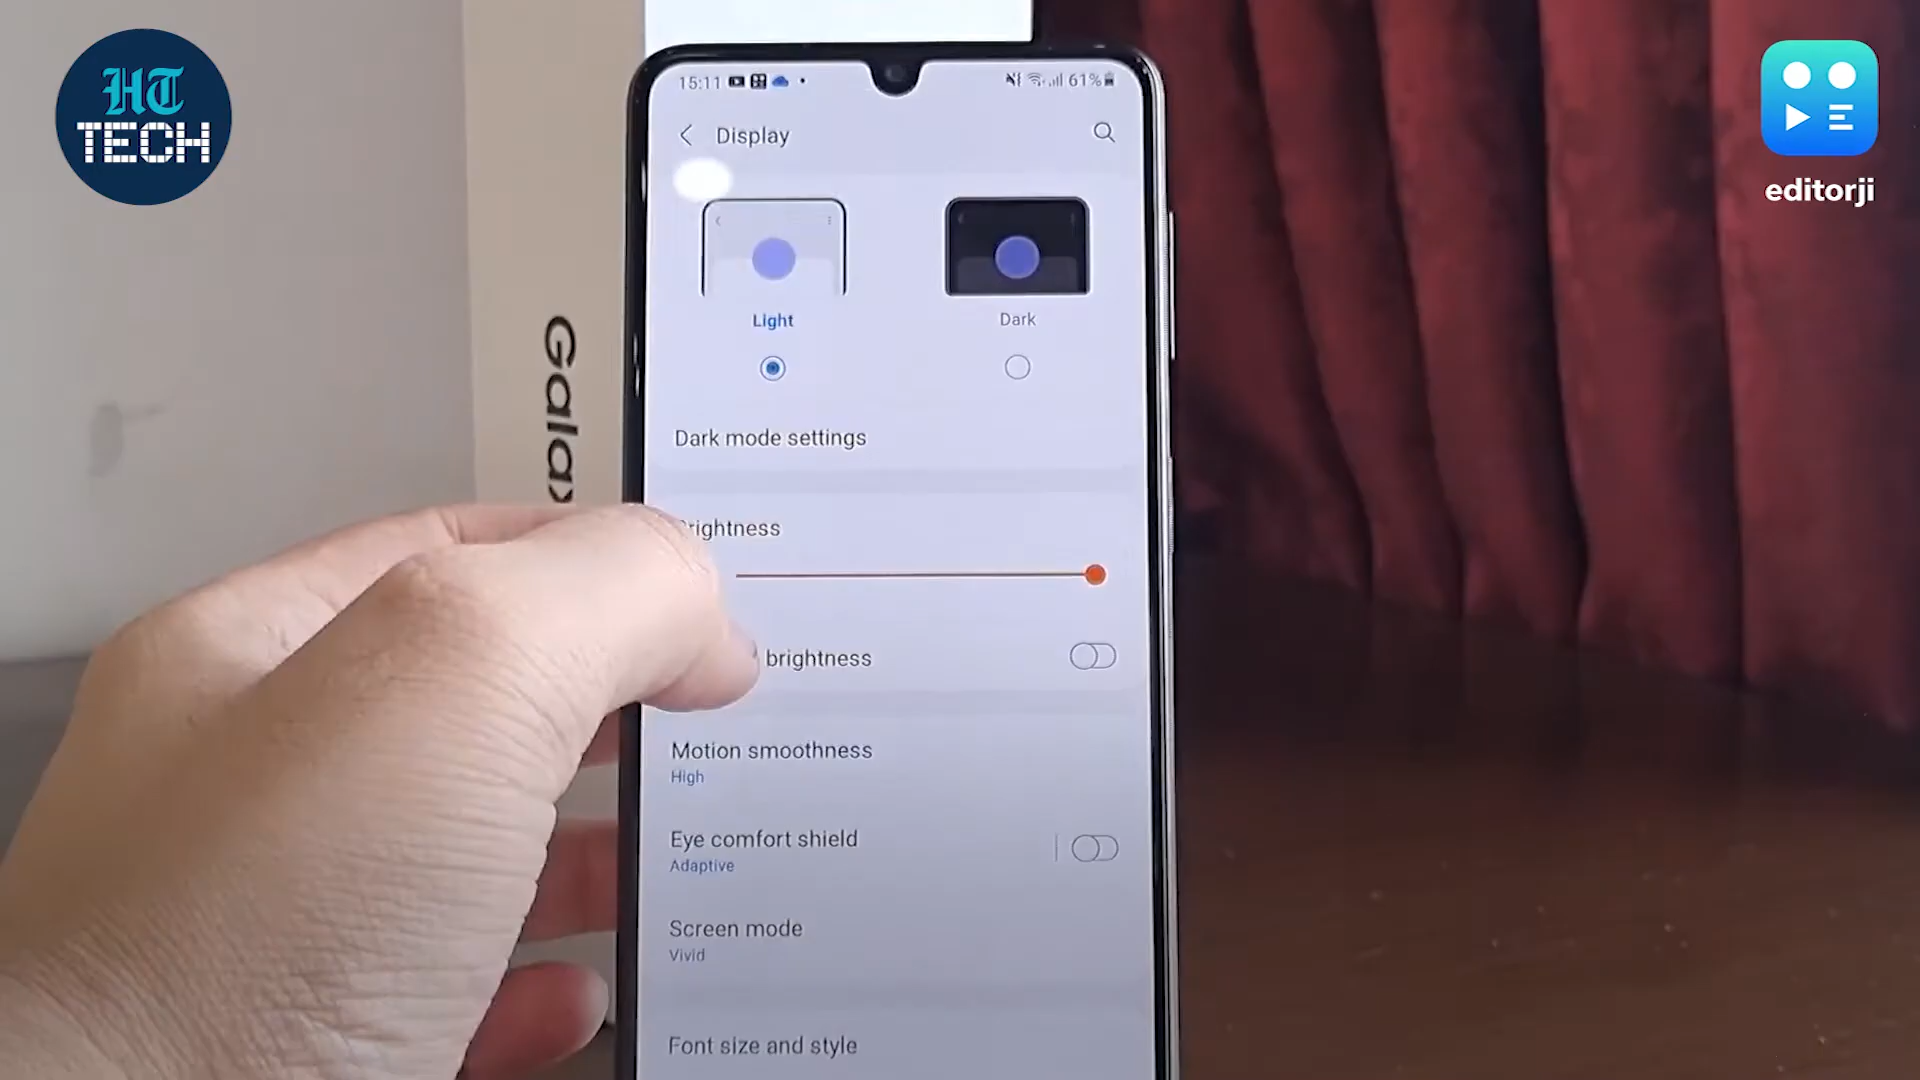 HT
TECH
editorji
15:11
61%
Display
Light
Dark
Dark mode settings
Galax
rightness
brightness
Motion smoothness
High
Eye comfort shield
Adaptive
Screen mode
Vivid
Font size and style